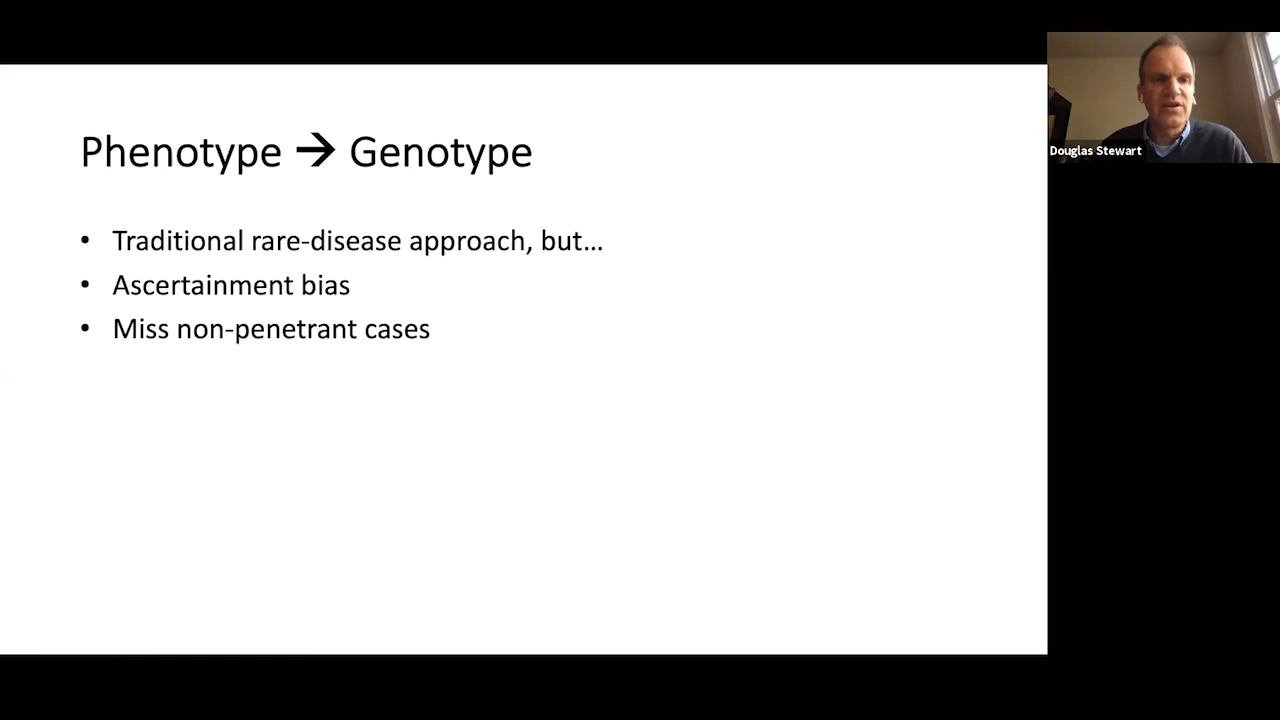 Phenotype → Genotype
• Traditional rare-disease approach, but…
• Ascertainment bias
• Miss non-penetrant cases
Douglas Stewart